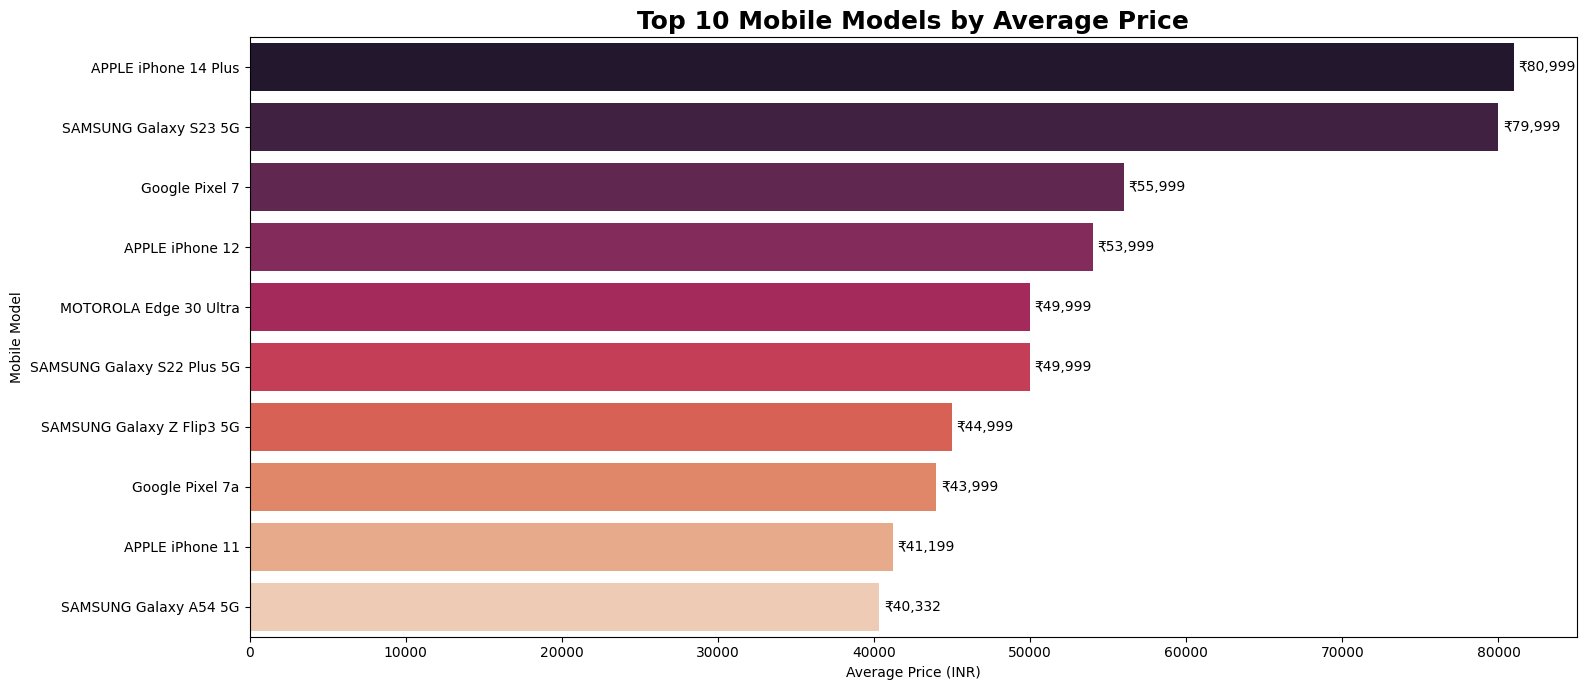 Top 10 Mobile Models by Average Price
APPLE iPhone 14 Plus ₹80,999
SAMSUNG Galaxy S23 5G ₹79,999
Google Pixel 7 ₹55,999
APPLE iPhone 12 ₹53,999
MOTOROLA Edge 30 Ultra ₹49,999
SAMSUNG Galaxy S22 Plus 5G ₹49,999
SAMSUNG Galaxy Z Flip3 5G ₹44,999
Google Pixel 7a ₹43,999
APPLE iPhone 11 ₹41,199
SAMSUNG Galaxy A54 5G ₹40,332
Mobile Model
0 10000 20000 30000 40000 50000 60000 70000 80000
Average Price (INR)